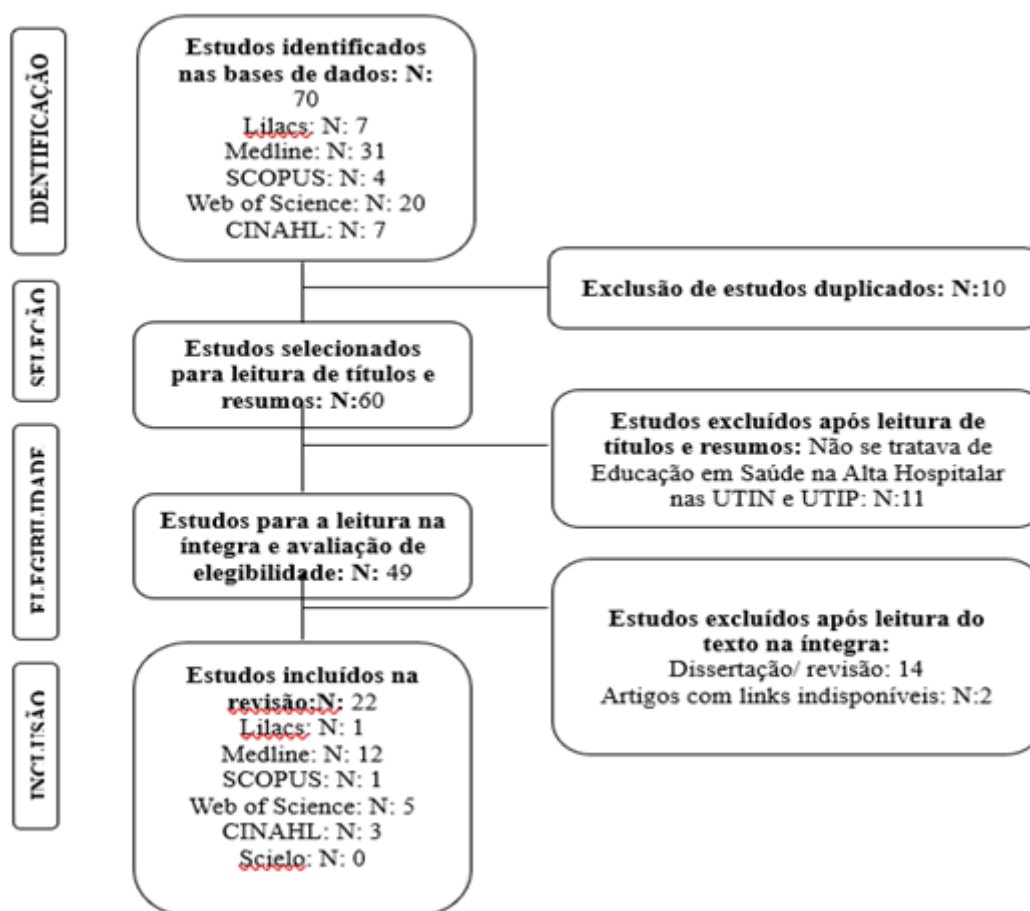 IDENTIFICAÇÃO
Estudos identificados
nas bases de dados: N:
70
Lilacs: N: 7
Medline: N: 31
SCOPUS: N: 4
Web of Science: N: 20
CINAHL: N: 7
Exclusão de estudos duplicados: N:10
SELEÇÃO
Estudos selecionados
para leitura de títulos e
resumos: N:60
Estudos excluídos após leitura de
títulos e resumos: Não se tratava de
Educação em Saúde na Alta Hospitalar
nas UTIN e UTIP: N:11
ELEGIBILIDADE
Estudos para a leitura na
íntegra e avaliação de
elegibilidade: N: 49
Estudos excluídos após leitura do
texto na íntegra:
Dissertação/ revisão: 14
Artigos com links indisponíveis: N:2
INCLUSÃO
Estudos incluídos na
revisão:N: 22
Lilacs: N: 1
Medline: N: 12
SCOPUS: N: 1
Web of Science: N: 5
CINAHL: N: 3
Scielo: N: 0